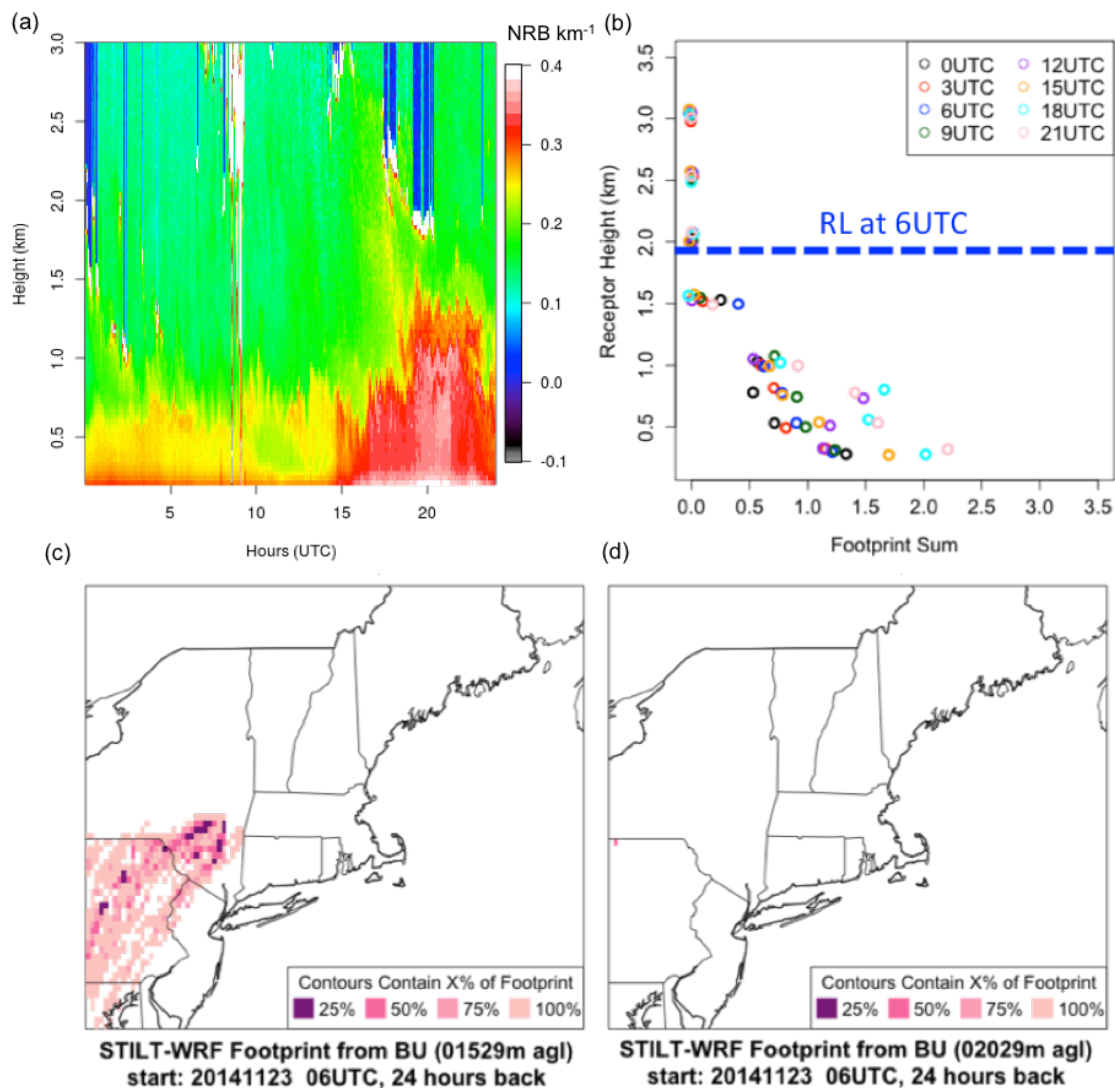 (a)
NRB km-1
3.0
2.5
2.0
1.5
1.0
0.5
Height (km)
5
10
15
20
Hours (UTC)
0.4
0.3
0.2
0.1
0.0
-0.1
(b)
3.5
3.0
2.5
2.0
1.5
1.0
0.5
Receptor Height (km)
0UTC
3UTC
6UTC
9UTC
12UTC
15UTC
18UTC
21UTC
RL at 6UTC
0.0
0.5
1.0
1.5
2.0
2.5
3.0
3.5
Footprint Sum
(c)
Contours Contain X% of Footprint
25% 50% 75% 100%
STILT-WRF Footprint from BU (01529m agl)
start: 20141123 06UTC, 24 hours back
(d)
Contours Contain X% of Footprint
25% 50% 75% 100%
STILT-WRF Footprint from BU (02029m agl)
start: 20141123 06UTC, 24 hours back